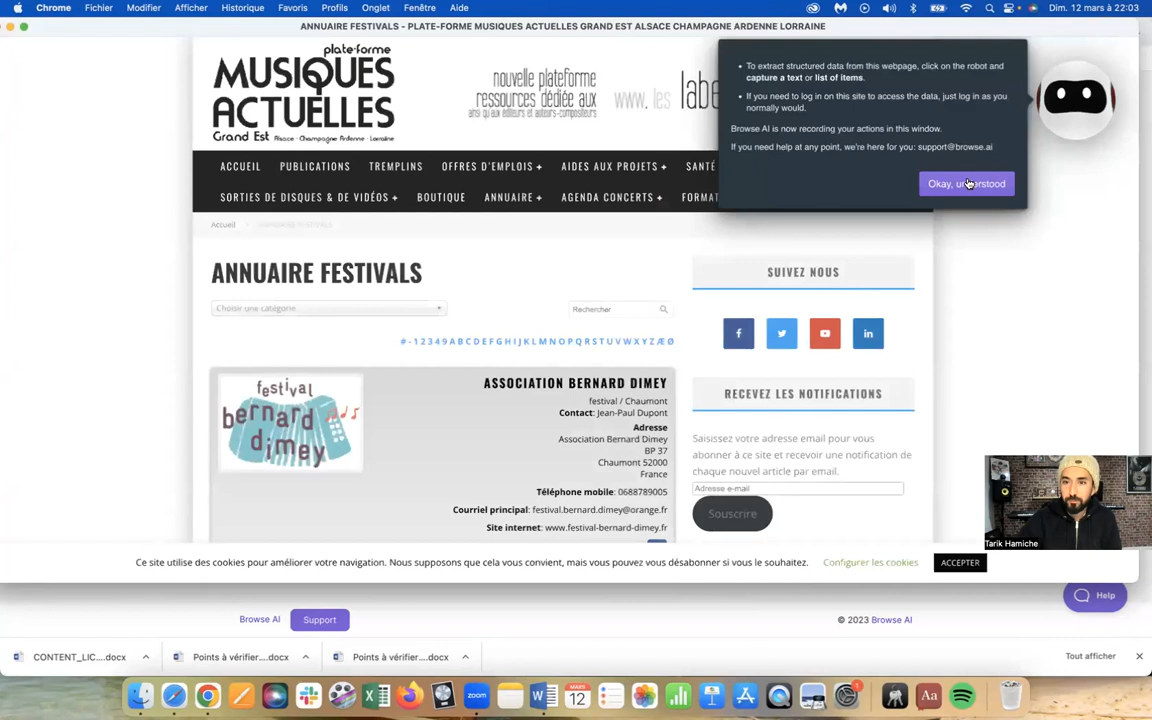 Chrome Fichier Modifier Afficher Historique Favoris Profils Onglet Fenêtre Aide Dim. 12 mars à 22:03
ANNUAIRE FESTIVALS - PLATE-FORME MUSIQUES ACTUELLES GRAND EST ALSACE CHAMPAGNE ARDENNE LORRAINE
plate-forme
MUSIQUES
ACTUELLES
Grand Est Alsace - Champagne Ardenne - Lorraine
nouvelle plateforme
ressources dédiée
ainsi qu'aux éditeurs et auteurs-compositeurs
aux
www.les
• To extract structured data from this webpage, click on the robot and
capture a text or list of items.
• If you need to log in on this site to access the data, just log in as you
normally would.
Browse AI is now recording your actions in this window.
If you need help at any point, we're here for you: support@browse.ai
Okay, understood
ACCUEIL PUBLICATIONS TREMPLINS OFFRES D'EMPLOIS + AIDES AUX PROJETS + SANTÉ
SORTIES DE DISQUES & DE VIDÉOS + BOUTIQUE ANNUAIRE + AGENDA CONCERTS + FORMAT
Accueil ANNUAIRE FESTIVALS
ANNUAIRE FESTIVALS
Choisir une catégorie
Rechercher
# - 1 2 3 4 9 A B C D E F G H I J K L M N O P Q R S T U V W X Y Z Æ Ø
festival
bernard
dimey
ASSOCIATION BERNARD DIMEY
festival / Chaumont
Contact: Jean-Paul Dupont
Adresse
Association Bernard Dimey
BP 37
Chaumont 52000
France
Téléphone mobile: 0688789005
Courriel principal: festival.bernard.dimey@orange.fr
Site internet: www.festival-bernard-dimey.fr
SUIVEZ NOUS
RECEVEZ LES NOTIFICATIONS
Saisissez votre adresse email pour vous
abonner à ce site et recevoir une notification de
chaque nouvel article par email.
Adresse e-mail
Souscrire
Tarik Hamiche
Ce site utilise des cookies pour améliorer votre navigation. Nous supposons que cela vous convient, mais vous pouvez vous désabonner si vous le souhaitez. Configurer les cookies ACCEPTER
Help
Browse AI Support © 2023 Browse AI
CONTENT_LIC....docx Points à vérifier....docx Points à vérifier....docx Tout afficher
zoom
MARS
12
Aa